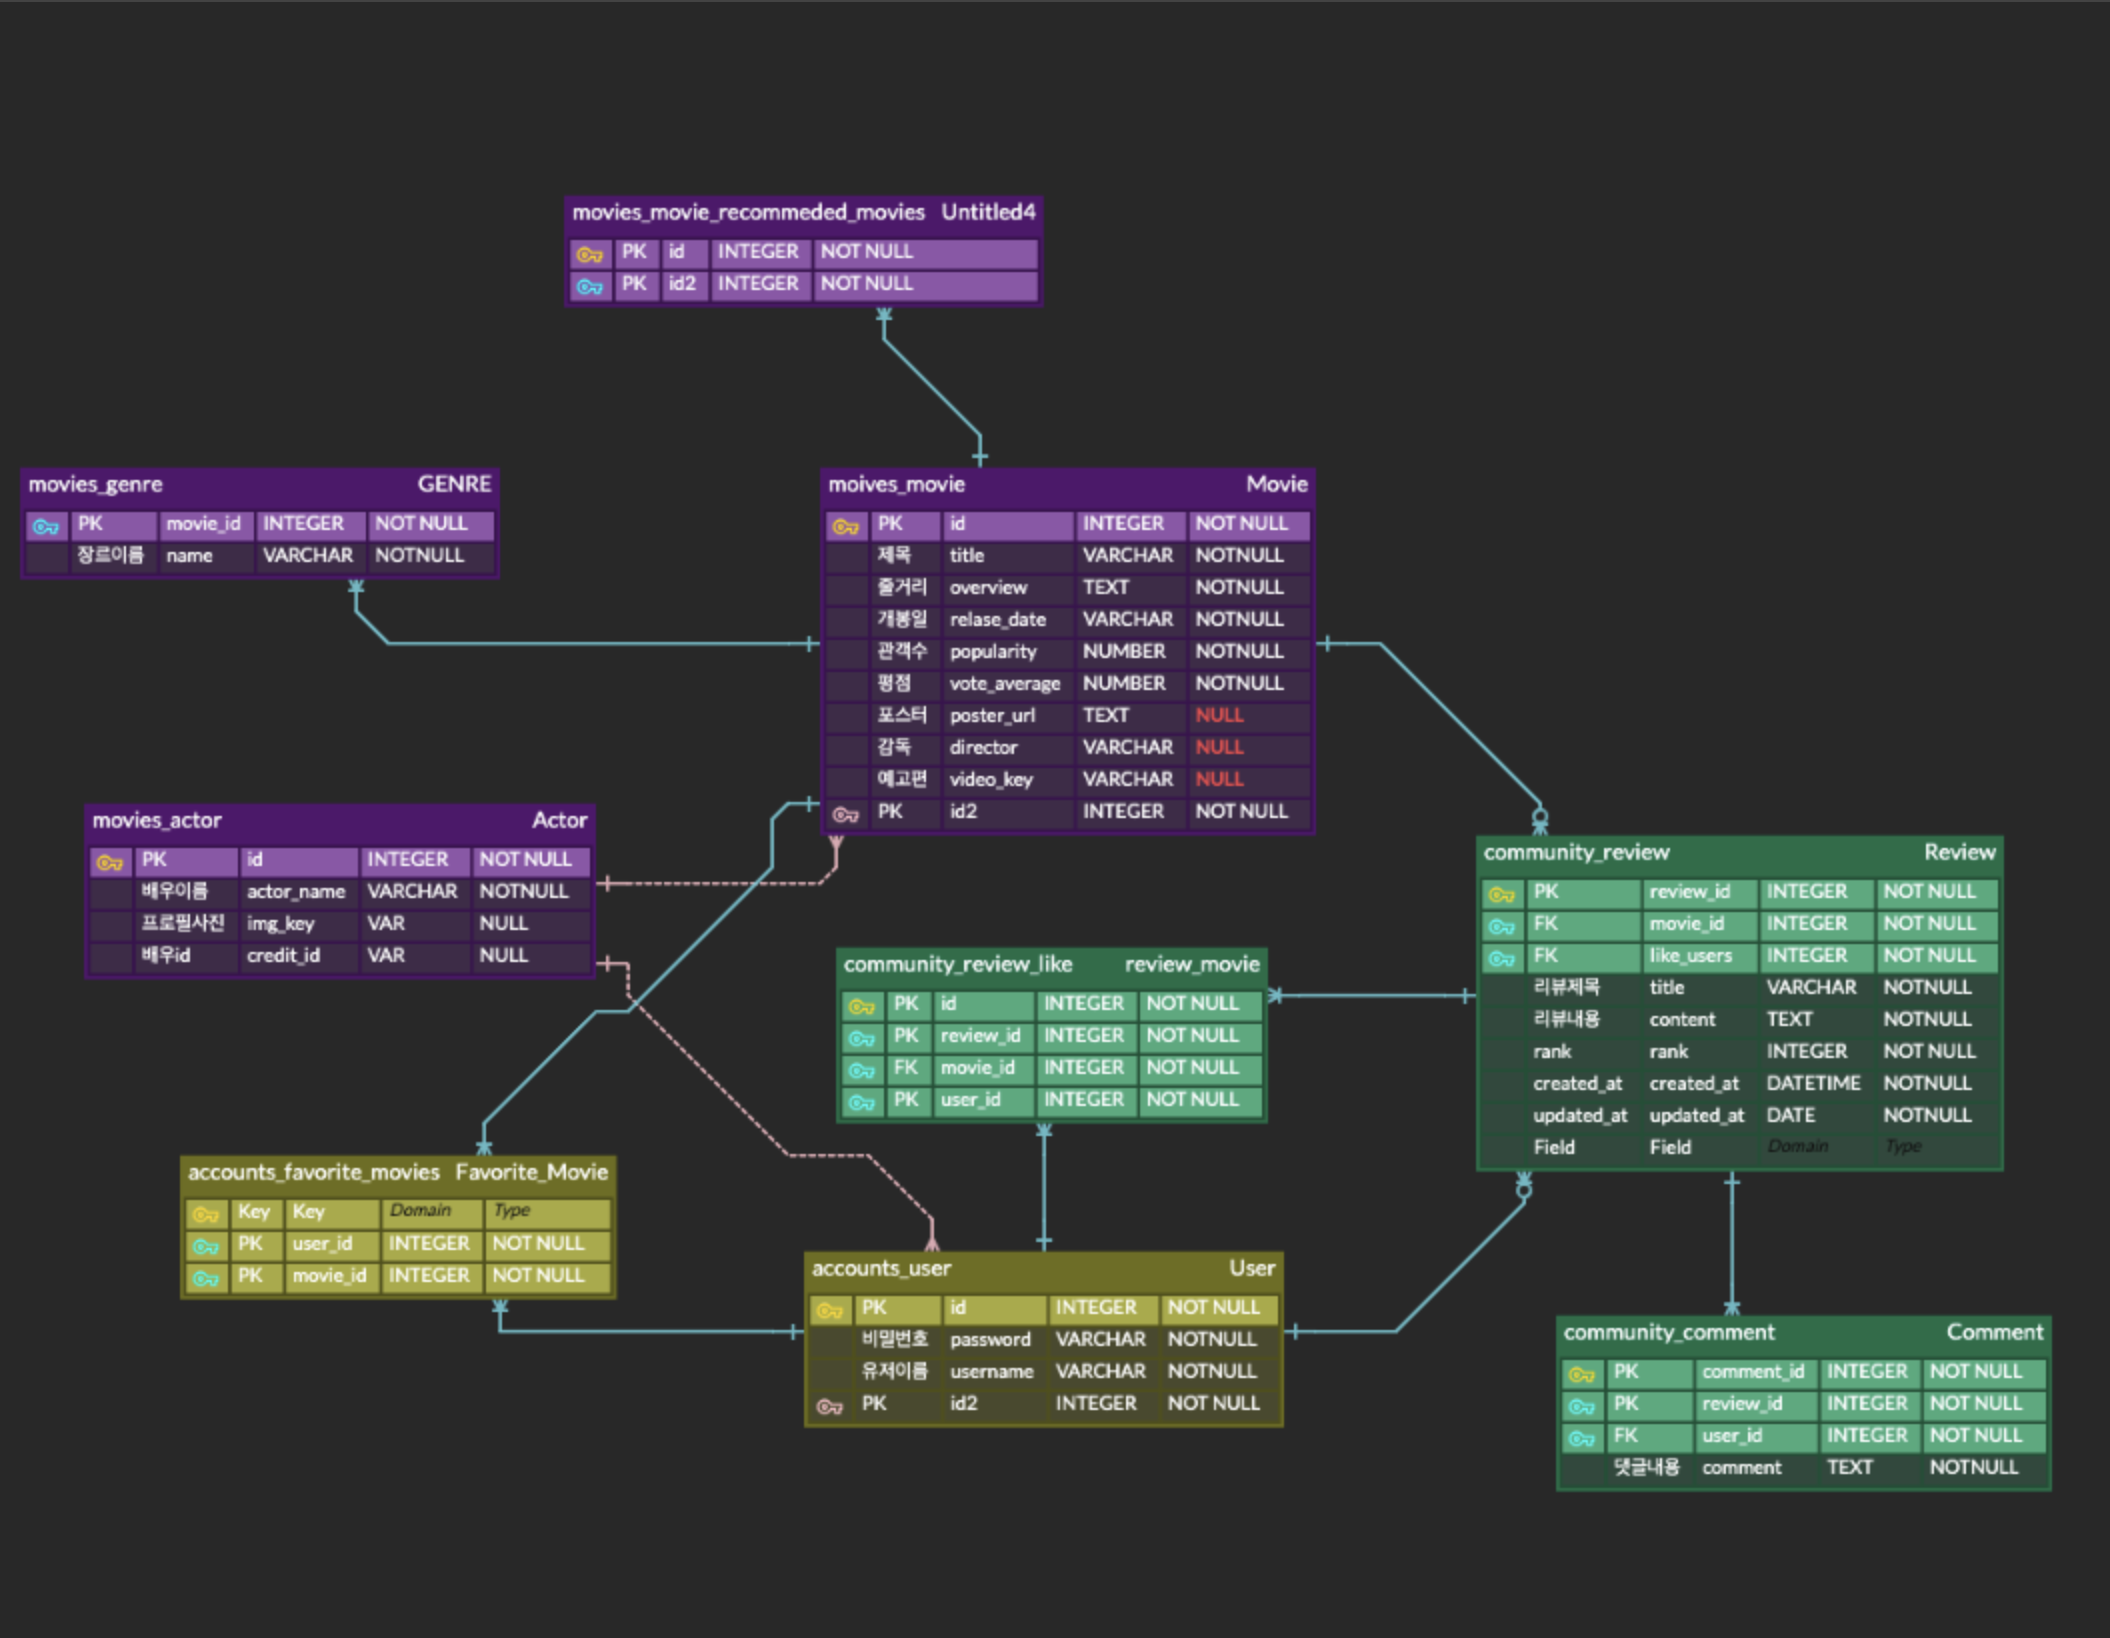 movies_movie_recommeded_movies Untitled4
PK id INTEGER NOT NULL
PK id2 INTEGER NOT NULL
movies_genre GENRE
PK movie_id INTEGER NOT NULL
장르이름 name VARCHAR NOTNULL
moives_movie Movie
PK id INTEGER NOT NULL
제목 title VARCHAR NOTNULL
줄거리 overview TEXT NOTNULL
개봉일 relase_date VARCHAR NOTNULL
관객수 popularity NUMBER NOTNULL
평점 vote_average NUMBER NOTNULL
포스터 poster_url TEXT NULL
감독 director VARCHAR NULL
예고편 video_key VARCHAR NULL
PK id2 INTEGER NOT NULL
movies_actor Actor
PK id INTEGER NOT NULL
배우이름 actor_name VARCHAR NOTNULL
프로필사진 img_key VAR NULL
배우id credit_id VAR NULL
community_review Review
PK review_id INTEGER NOT NULL
FK movie_id INTEGER NOT NULL
FK like_users INTEGER NOT NULL
리뷰제목 title VARCHAR NOTNULL
리뷰내용 content TEXT NOTNULL
rank rank INTEGER NOT NULL
created_at created_at DATETIME NOTNULL
updated_at updated_at DATE NOTNULL
Field Field Domain Type
community_review_like review_movie
PK id INTEGER NOT NULL
PK review_id INTEGER NOT NULL
FK movie_id INTEGER NOT NULL
PK user_id INTEGER NOT NULL
accounts_favorite_movies Favorite_Movie
Key Key Domain Type
PK user_id INTEGER NOT NULL
PK movie_id INTEGER NOT NULL
accounts_user User
PK id INTEGER NOT NULL
비밀번호 password VARCHAR NOTNULL
유저이름 username VARCHAR NOTNULL
PK id2 INTEGER NOT NULL
community_comment Comment
PK comment_id INTEGER NOT NULL
PK review_id INTEGER NOT NULL
FK user_id INTEGER NOT NULL
댓글내용 comment TEXT NOTNULL